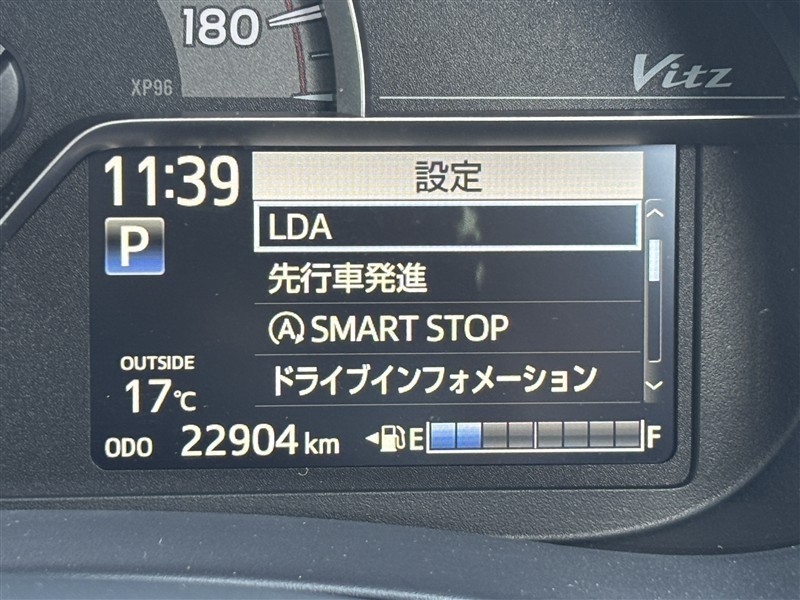 180
XP96
Vitz
11:39
設定
P
LDA
先行車発進
A SMART STOP
ドライブインフォメーション
OUTSIDE
17℃
ODO 22904 km
E F